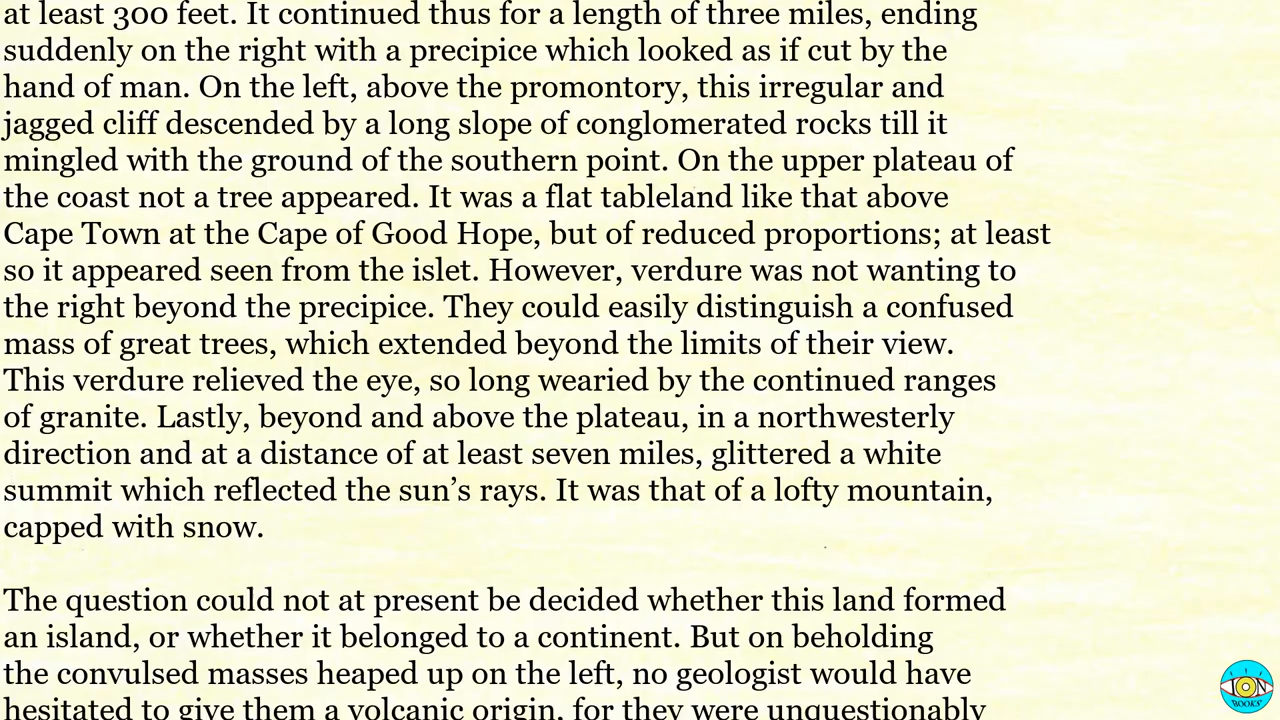 at least 300 feet. It continued thus for a length of three miles, ending
suddenly on the right with a precipice which looked as if cut by the
hand of man. On the left, above the promontory, this irregular and
jagged cliff descended by a long slope of conglomerated rocks till it
mingled with the ground of the southern point. On the upper plateau of
the coast not a tree appeared. It was a flat tableland like that above
Cape Town at the Cape of Good Hope, but of reduced proportions; at least
so it appeared seen from the islet. However, verdure was not wanting to
the right beyond the precipice. They could easily distinguish a confused
mass of great trees, which extended beyond the limits of their view.
This verdure relieved the eye, so long wearied by the continued ranges
of granite. Lastly, beyond and above the plateau, in a northwesterly
direction and at a distance of at least seven miles, glittered a white
summit which reflected the sun’s rays. It was that of a lofty mountain,
capped with snow.
The question could not at present be decided whether this land formed
an island, or whether it belonged to a continent. But on beholding
the convulsed masses heaped up on the left, no geologist would have
hesitated to give them a volcanic origin, for they were unquestionably
ION
BOOKS